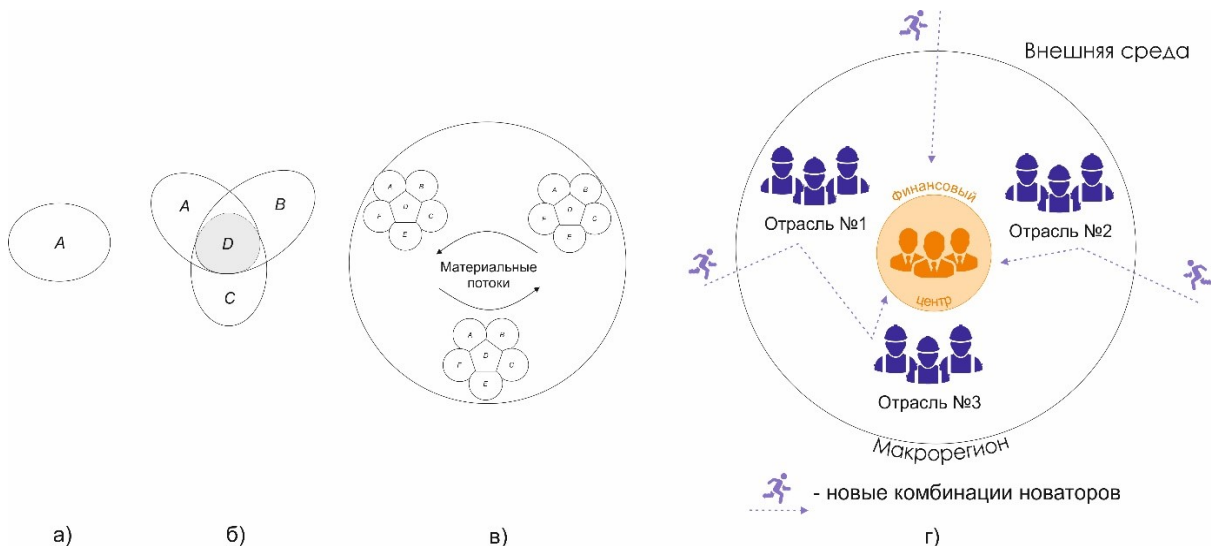 A
а)
A
B
D
C
б)
A
B
F
D
C
E
A
B
E
D
C
F
Материальные
потоки
A
B
F
D
C
E
в)
Внешняя среда
Отрасль №1
Финансовый
центр
Отрасль №2
Отрасль №3
Макрорегион
- новые комбинации новаторов
г)